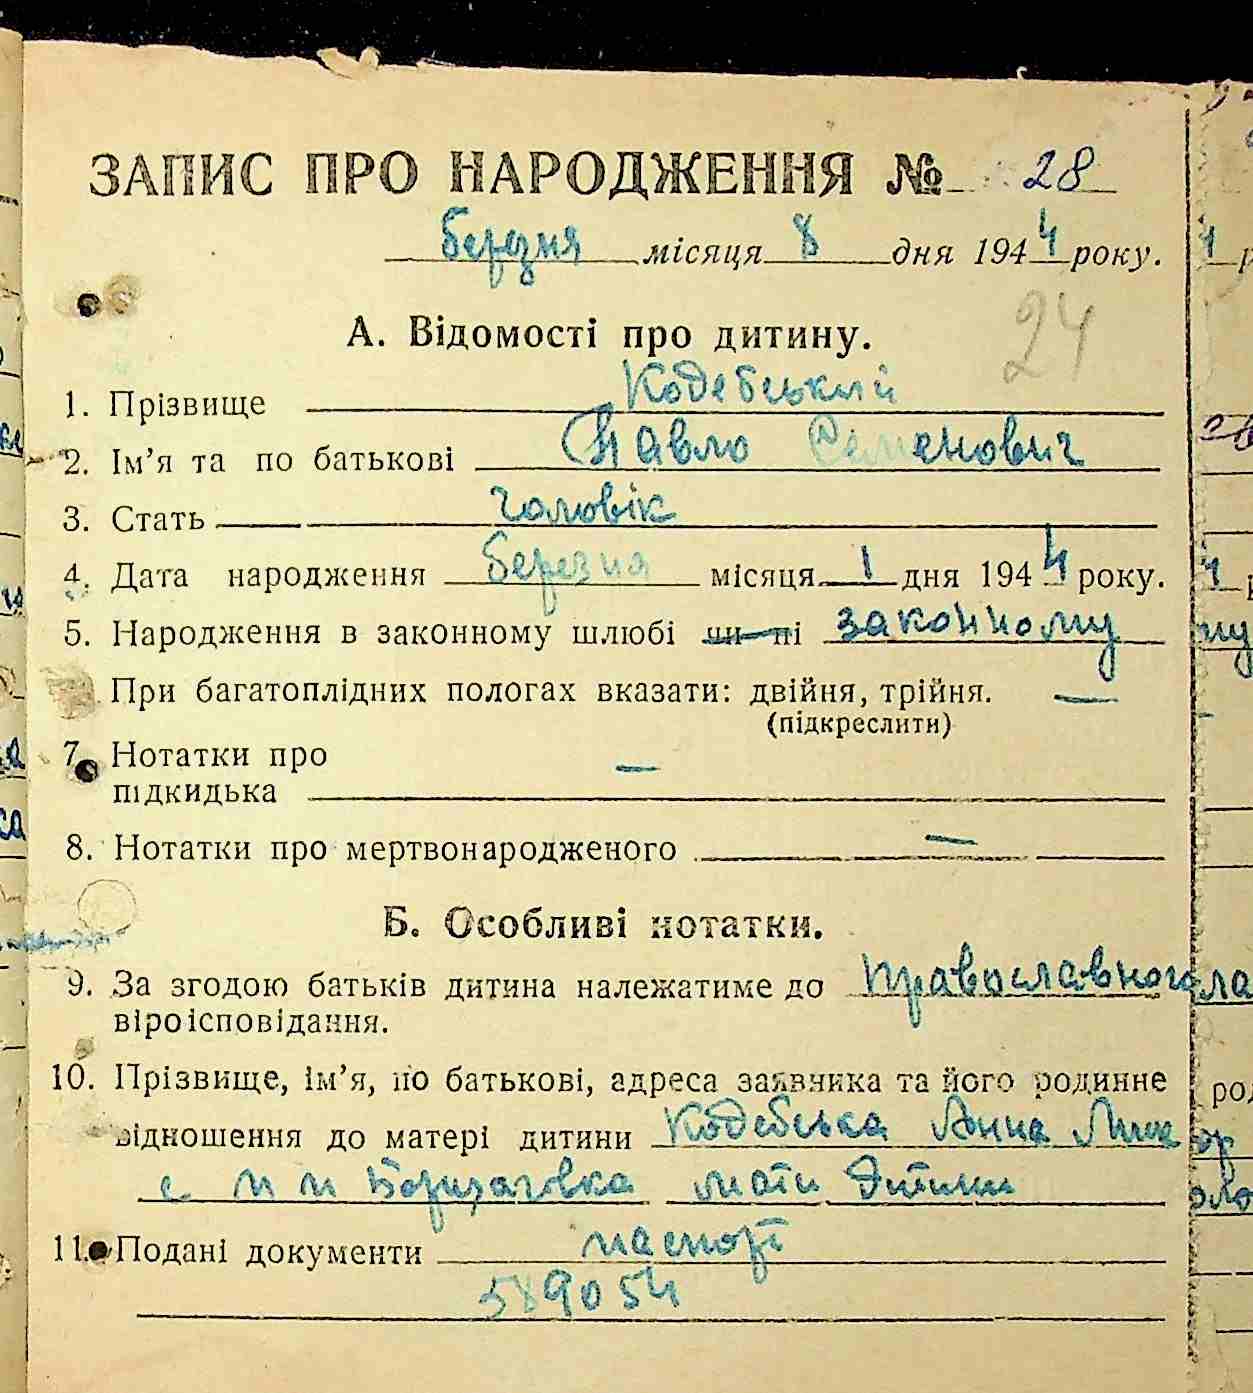 ЗАПИС ПРО НАРОДЖЕННЯ № 28
березня місяця 8 дня 1944 року.
24
А. Відомості про дитину.
1. Прізвище Кодебський
2. Ім’я та по батькові Павло Семенович
3. Стать чоловік
4. Дата народження березня місяця 1 дня 1944 року.
5. Народження в законному шлюбі чи ні законному
При багатоплідних пологах вказати: двійня, трійня. —
(підкреслити)
7. Нотатки про —
підкидька
8. Нотатки про мертвонародженого —
Б. Особливі нотатки.
9. За згодою батьків дитина належатиме до православного
віроісповідання.
10. Прізвище, ім’я, по батькові, адреса заявника та його родинне
відношення до матері дитини Кодебська Анна
с мати дитини
11. Подані документи паспорт
589054